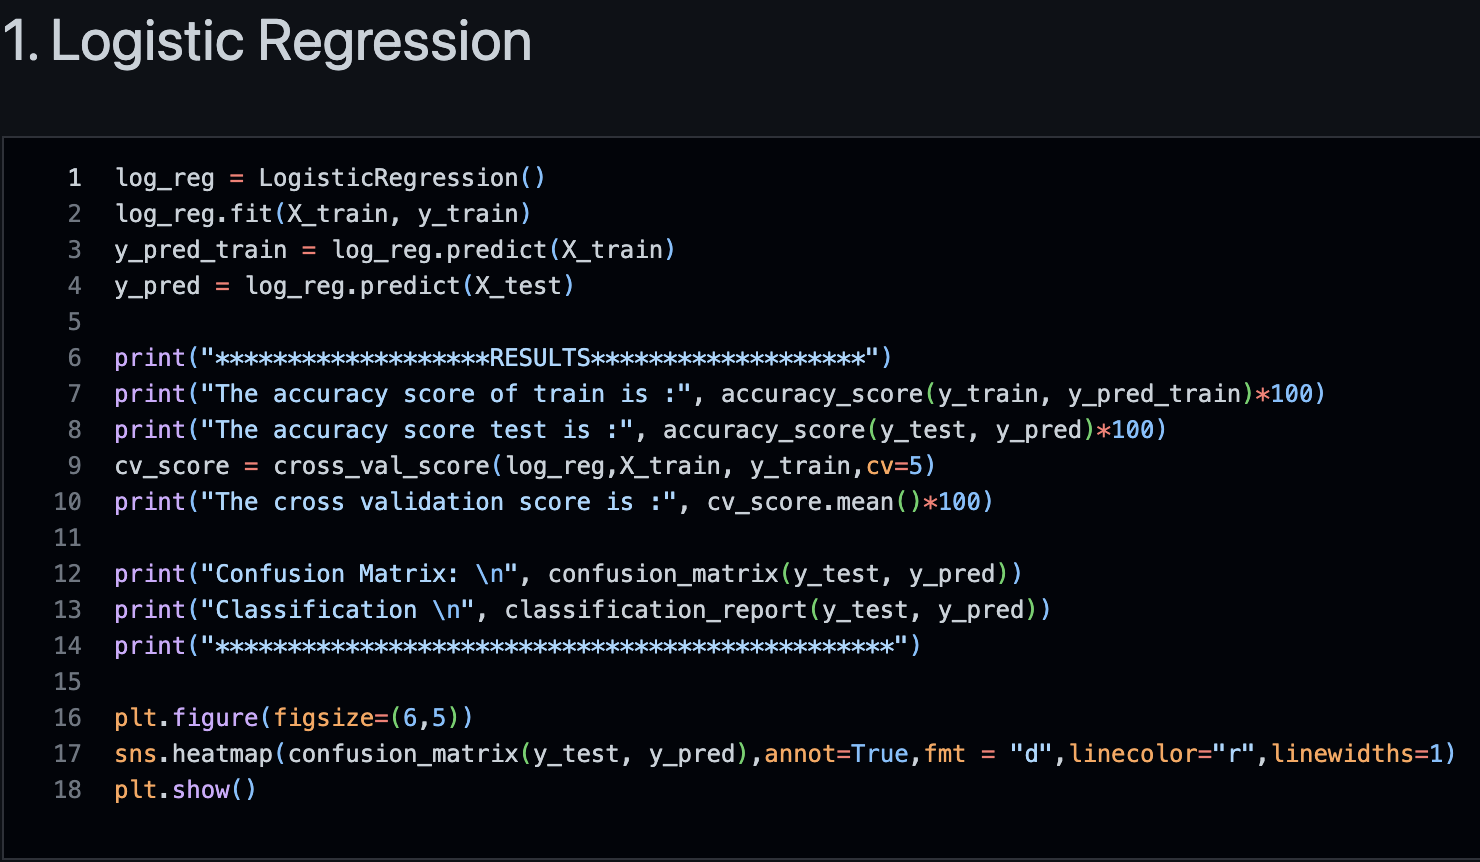 1. Logistic Regression
1 log_reg = LogisticRegression()
2 log_reg.fit(X_train, y_train)
3 y_pred_train = log_reg.predict(X_train)
4 y_pred = log_reg.predict(X_test)
5
6 print("*******************RESULTS*******************")
7 print("The accuracy score of train is :", accuracy_score(y_train, y_pred_train)*100)
8 print("The accuracy score test is :", accuracy_score(y_test, y_pred)*100)
9 cv_score = cross_val_score(log_reg,X_train, y_train,cv=5)
10 print("The cross validation score is :", cv_score.mean()*100)
11
12 print("Confusion Matrix: \n", confusion_matrix(y_test, y_pred))
13 print("Classification \n", classification_report(y_test, y_pred))
14 print("***********************************************")
15
16 plt.figure(figsize=(6,5))
17 sns.heatmap(confusion_matrix(y_test, y_pred),annot=True,fmt = "d",linecolor="r",linewidths=1)
18 plt.show()